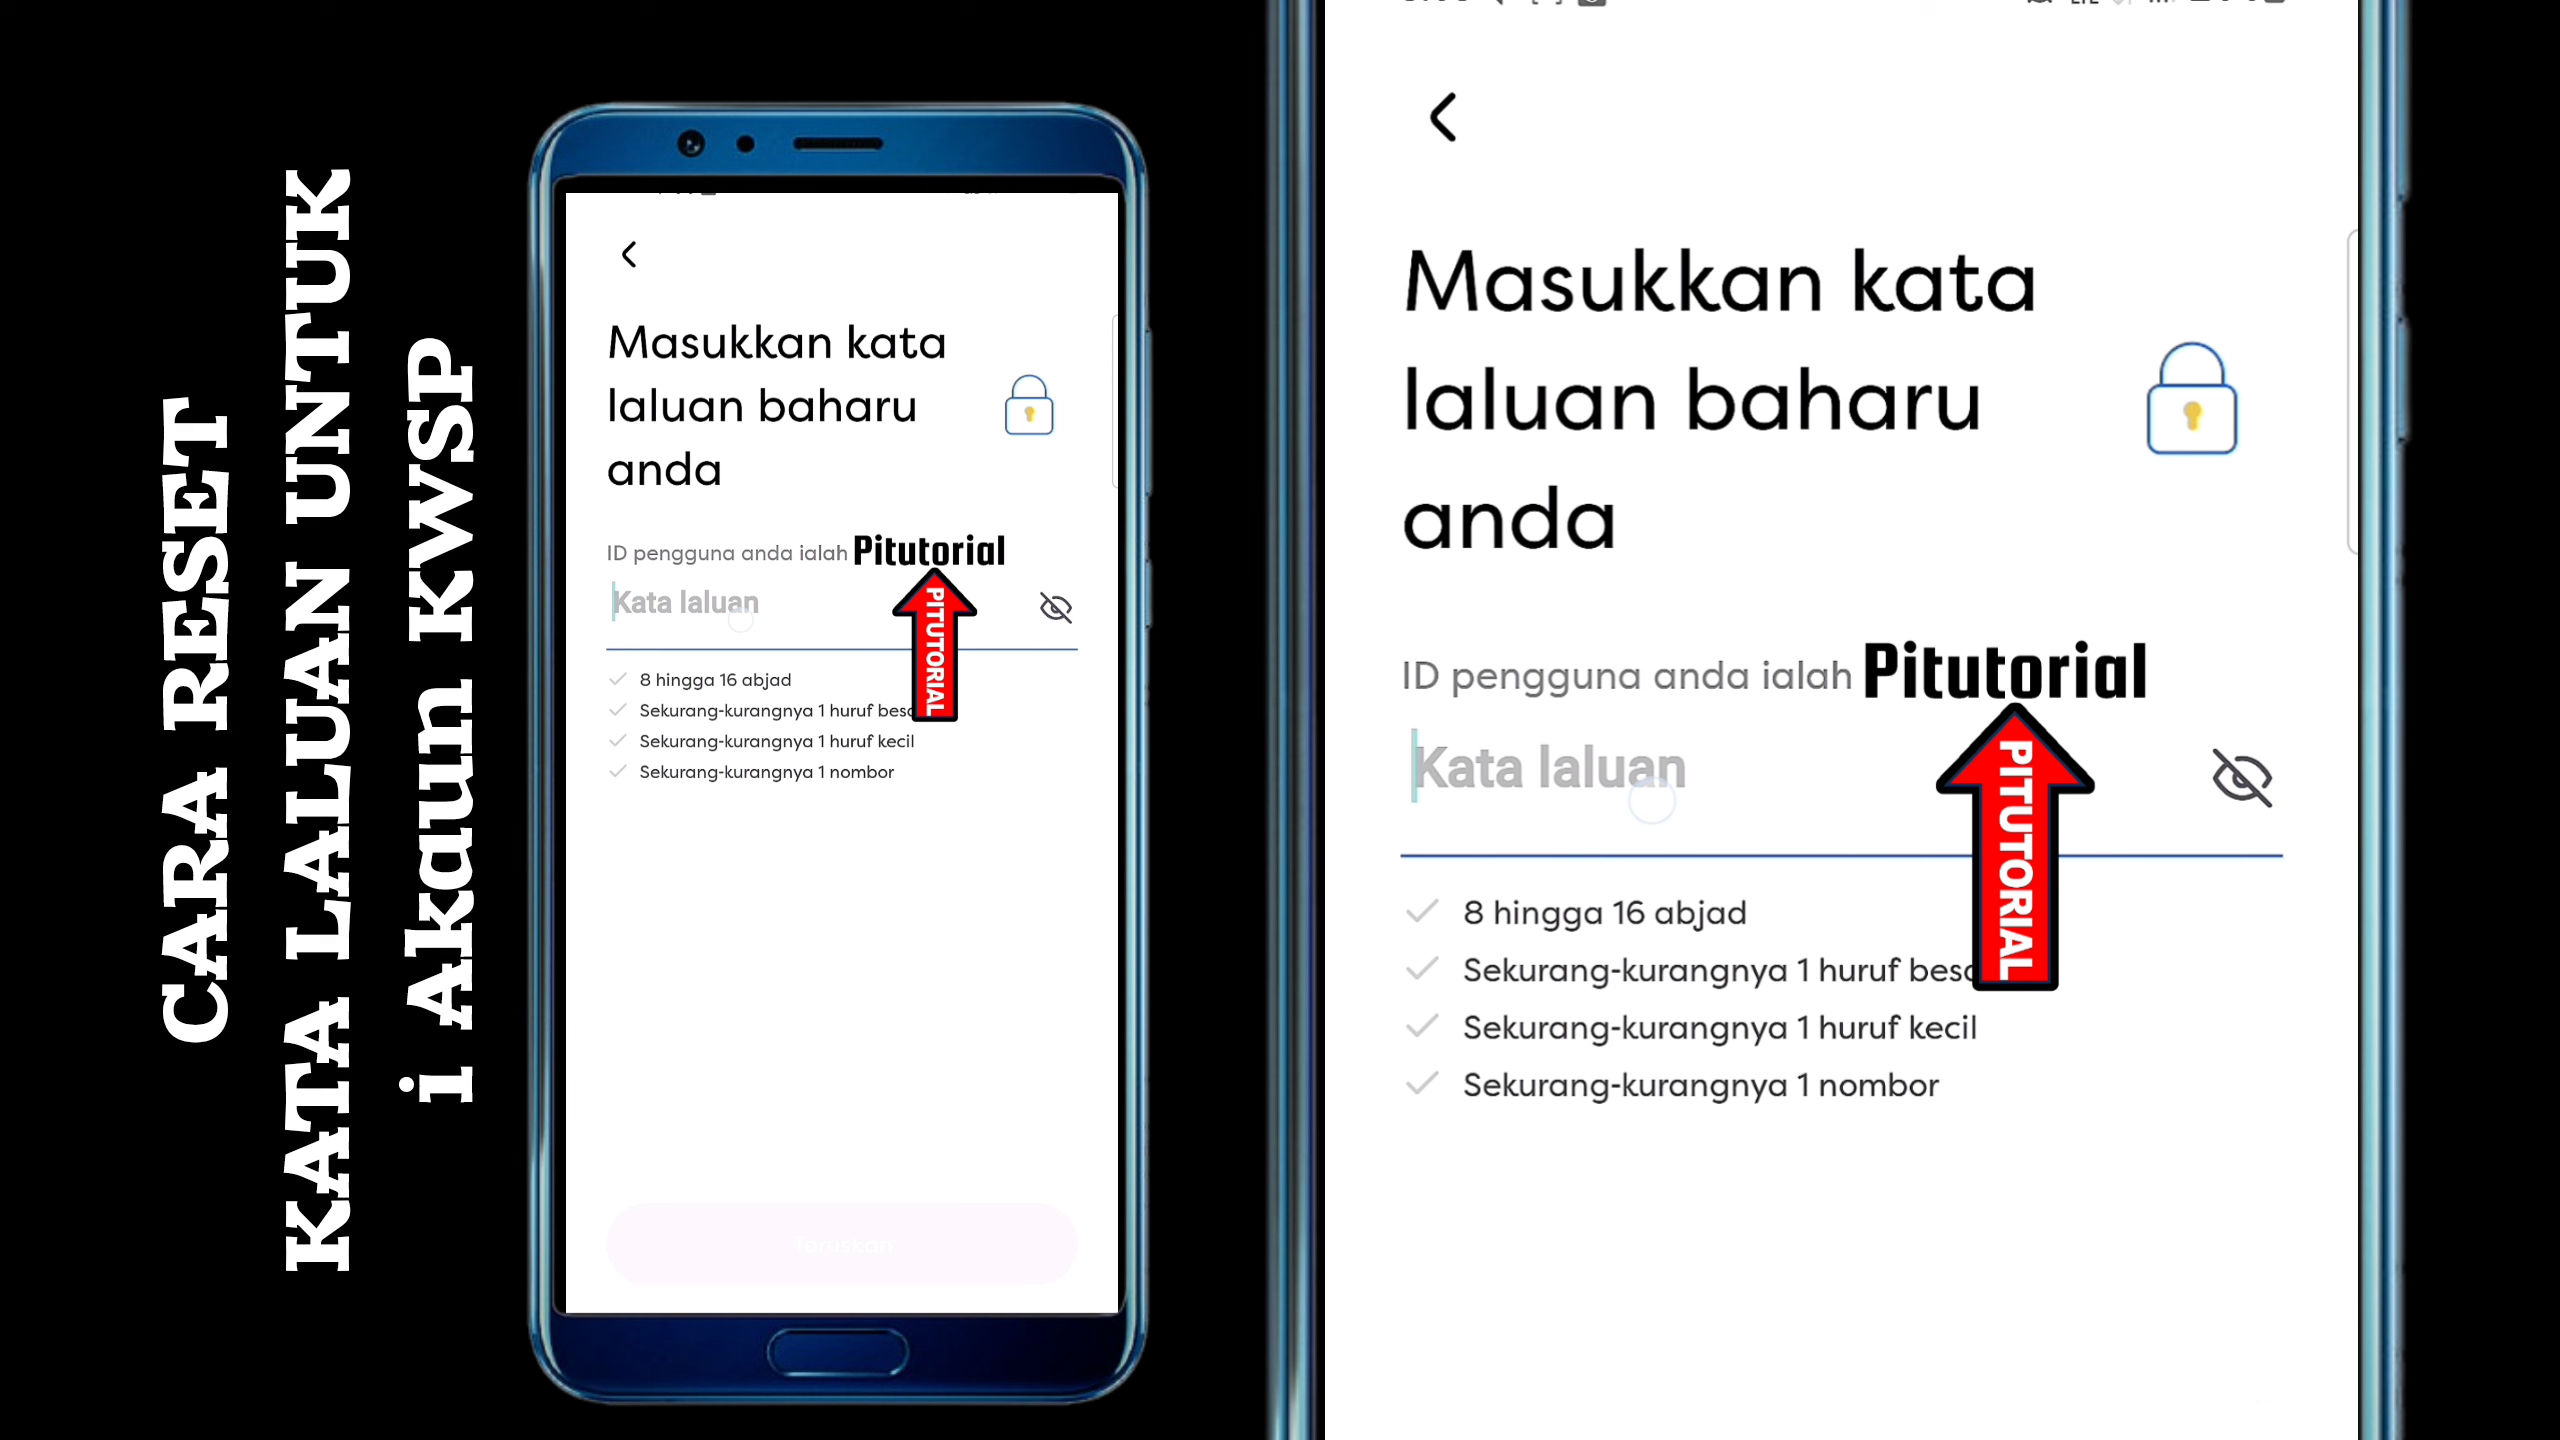 CARA RESET
KATA LALUAN UNTUK
i Akaun KWSP
Masukkan kata
laluan baharu
anda
ID pengguna anda ialah Pitutorial
Kata laluan
PITUTORIAL
8 hingga 16 abjad
Sekurang-kurangnya 1 huruf besa
Sekurang-kurangnya 1 huruf kecil
Sekurang-kurangnya 1 nombor
Teruskan
Masukkan kata
laluan baharu
anda
ID pengguna anda ialah Pitutorial
Kata laluan
PITUTORIAL
8 hingga 16 abjad
Sekurang-kurangnya 1 huruf besa
Sekurang-kurangnya 1 huruf kecil
Sekurang-kurangnya 1 nombor